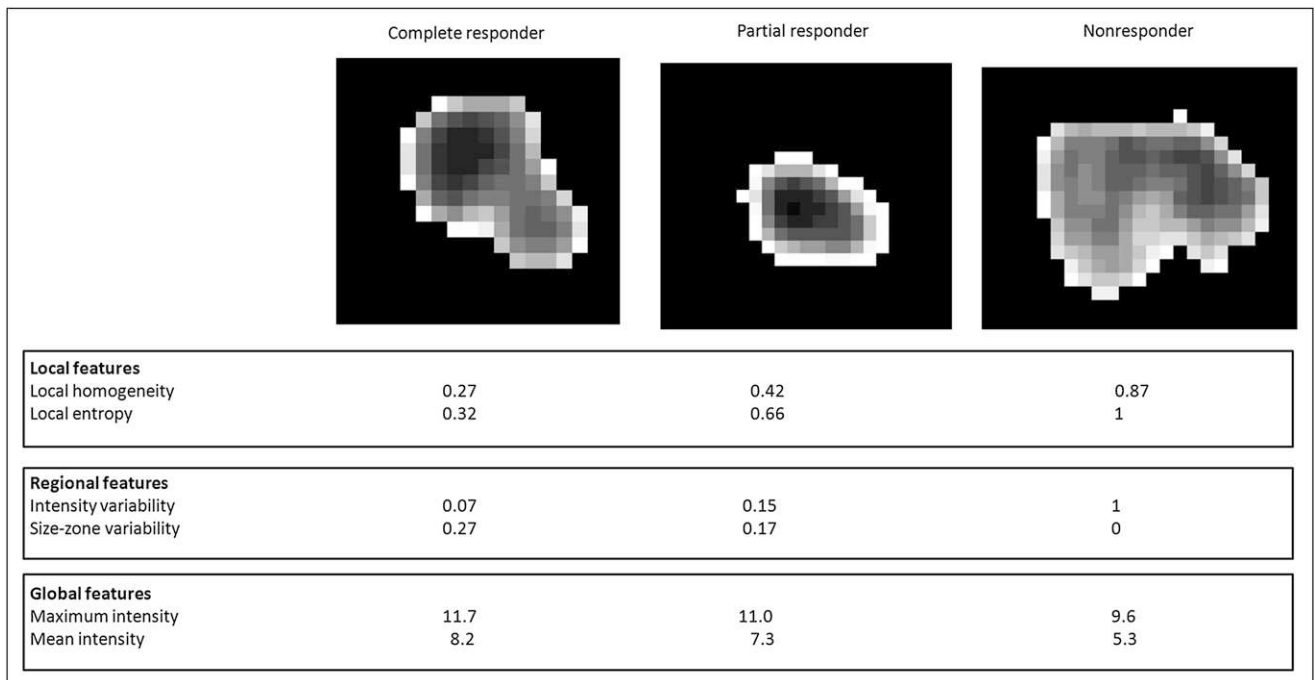 Complete responder Partial responder Nonresponder
Local features
Local homogeneity 0.27 0.42 0.87
Local entropy 0.32 0.66 1
Regional features
Intensity variability 0.07 0.15 1
Size-zone variability 0.27 0.17 0
Global features
Maximum intensity 11.7 11.0 9.6
Mean intensity 8.2 7.3 5.3